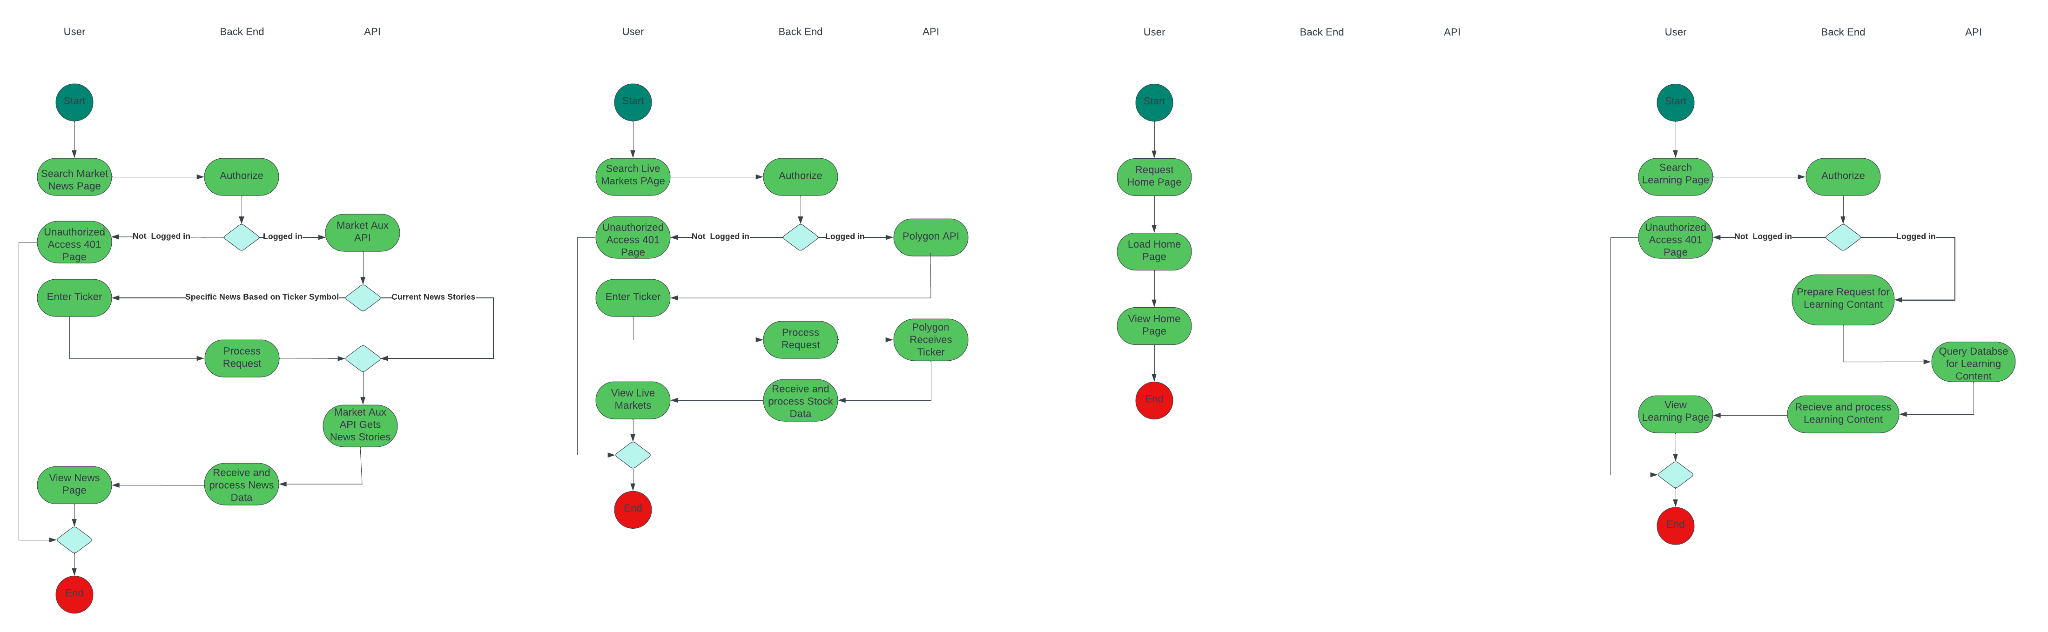 User
Back End
API
Start
Search Market
News Page
Authorize
Unauthorized
Access 401
Page
Not Logged in
Logged in
Market Aux
API
Enter Ticker
Specific News Based on Ticker Symbol
Current News Stories
Process
Request
Market Aux
API Gets
News Stories
View News
Page
Receive and
process News
Data
End
User
Back End
API
Start
Search Live
Markets PAge
Authorize
Unauthorized
Access 401
Page
Not Logged in
Logged in
Polygon API
Enter Ticker
Process
Request
Polygon
Receives
Ticker
View Live
Markets
Receive and
process Stock
Data
End
User
Back End
API
Start
Request
Home Page
Load Home
Page
View Home
Page
End
User
Back End
API
Start
Search
Learning Page
Authorize
Unauthorized
Access 401
Page
Not Logged in
Logged in
Prepare Request for
Learning Contant
Query Databse
for Learning
Content
View
Learning Page
Recieve and process
Learning Content
End